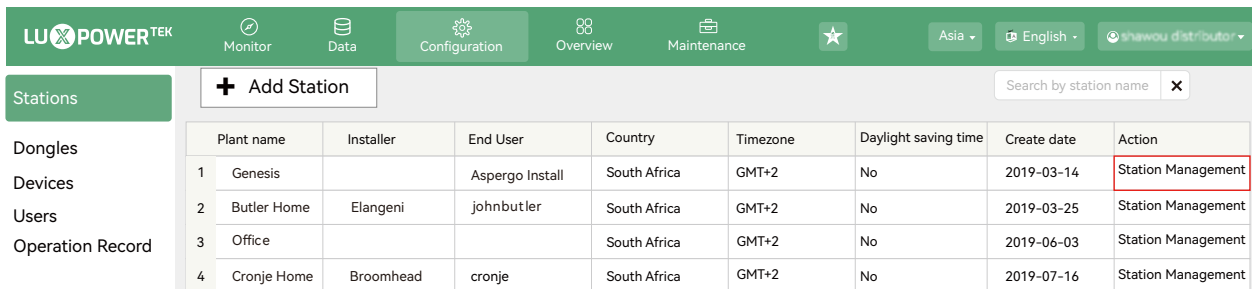 LUXPOWERTEK
Monitor Data Configuration Overview Maintenance Asia English shawou distributor
Stations
Dongles
Devices
Users
Operation Record
+ Add Station
Search by station name ×
Plant name Installer End User Country Timezone Daylight saving time Create date Action
1 Genesis Aspergo Install South Africa GMT+2 No 2019-03-14 Station Management
2 Butler Home Elangeni johnbutler South Africa GMT+2 No 2019-03-25 Station Management
3 Office South Africa GMT+2 No 2019-06-03 Station Management
4 Cronje Home Broomhead cronje South Africa GMT+2 No 2019-07-16 Station Management